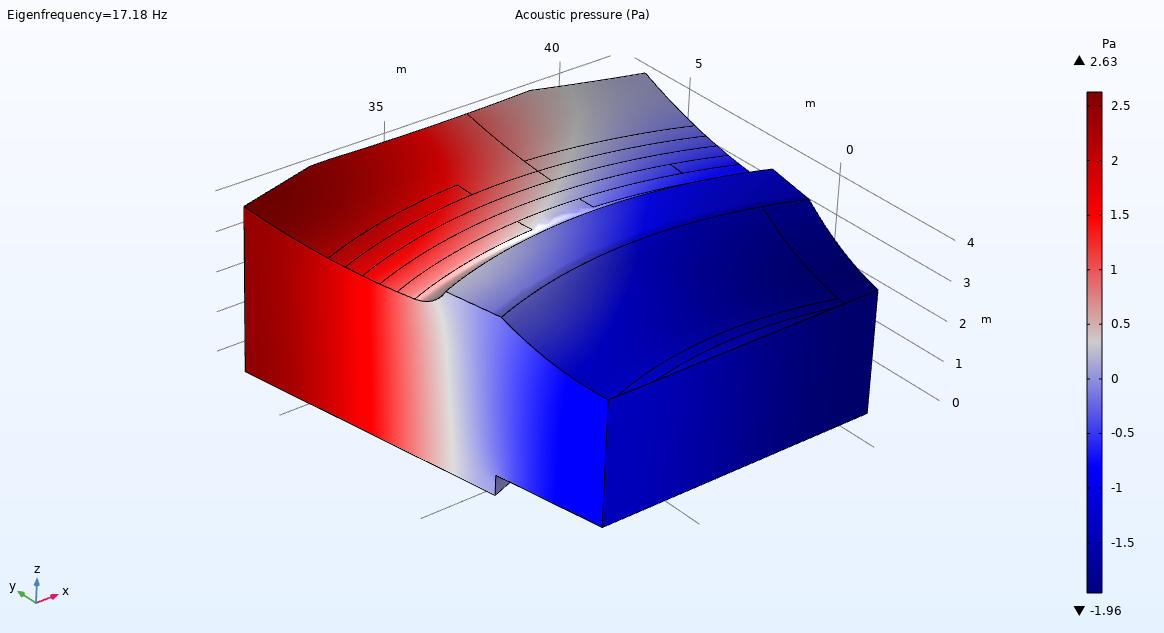 Eigenfrequency=17.18 Hz
Acoustic pressure (Pa)
Pa
▲ 2.63
40
m
5
35
m
0
4
3
m
2
1
0
2.5
2
1.5
1
0.5
0
-0.5
-1
-1.5
▼ -1.96
z
y
x